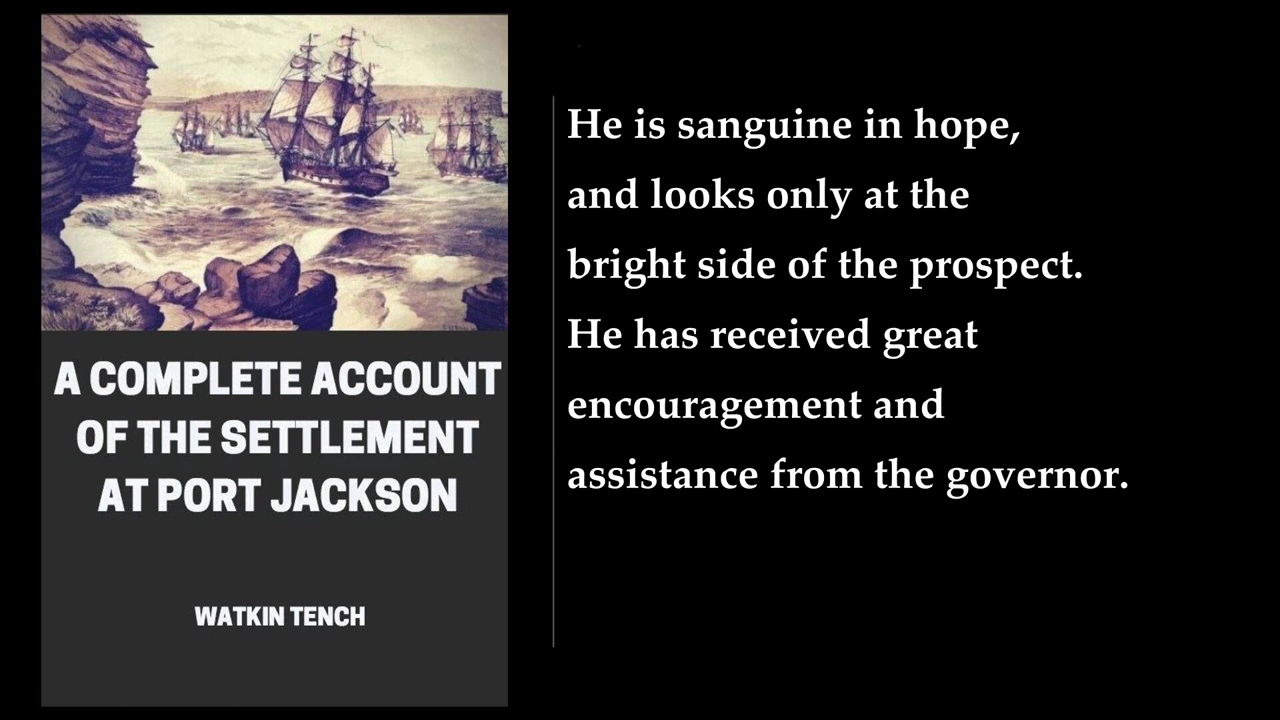 A COMPLETE ACCOUNT
OF THE SETTLEMENT
AT PORT JACKSON
WATKIN TENCH
He is sanguine in hope,
and looks only at the
bright side of the prospect.
He has received great
encouragement and
assistance from the governor.